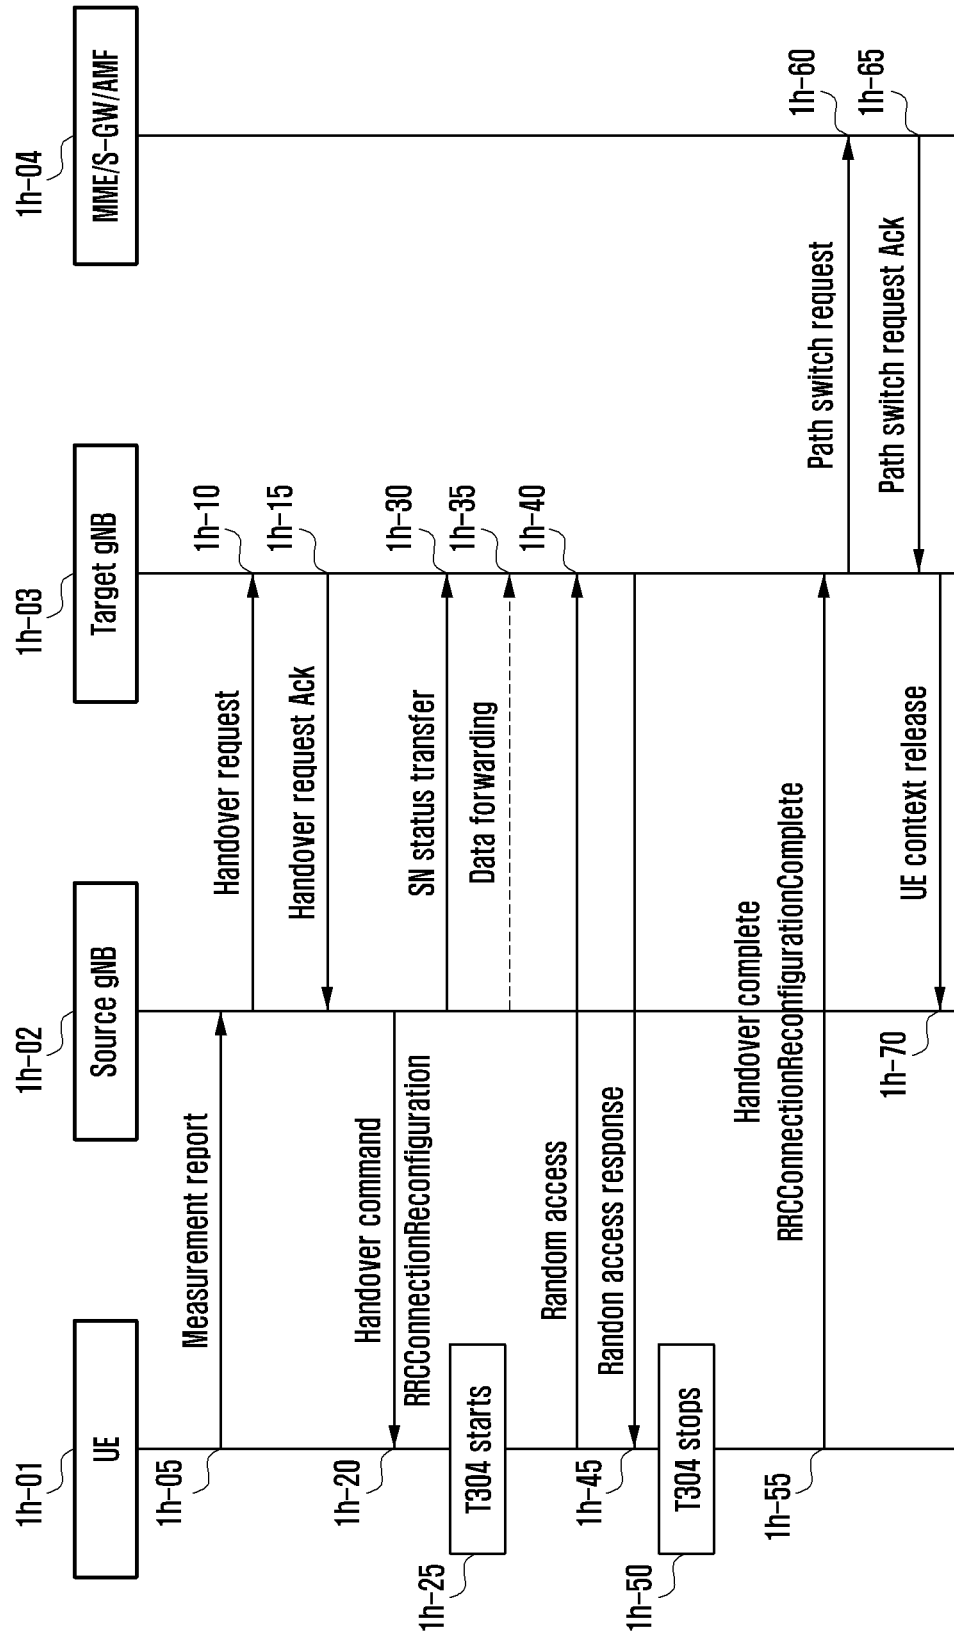 1h-01
UE
1h-02
Source gNB
1h-03
Target gNB
1h-04
MME/S-GW/AMF
1h-05
Measurement report
Handover request
1h-10
Handover request Ack
1h-15
1h-20
Handover command
RRCConnectionReconfiguration
1h-25
T304 starts
SN status transfer
1h-30
Data forwarding
1h-35
Random access
1h-40
1h-45
Randon access response
1h-50
T304 stops
1h-55
Handover complete
RRCConnectionReconfigurationComplete
Path switch request
1h-60
Path switch request Ack
1h-65
1h-70
UE context release